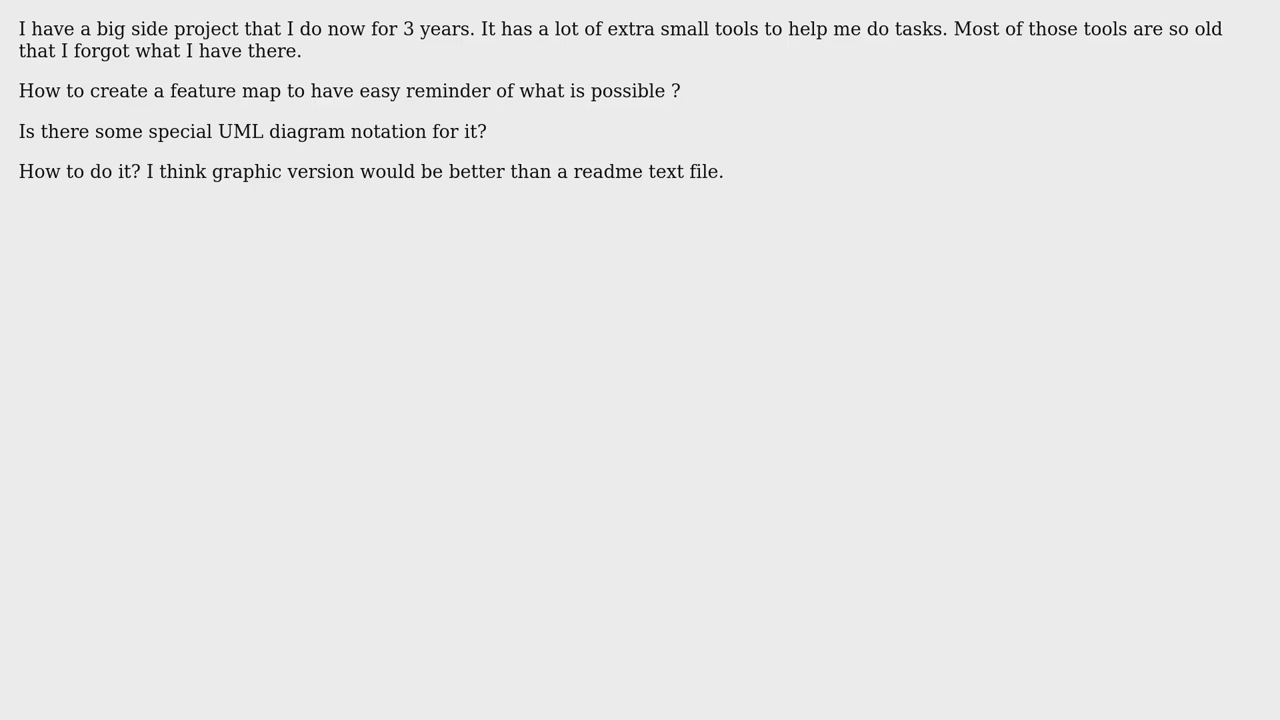 I have a big side project that I do now for 3 years. It has a lot of extra small tools to help me do tasks. Most of those tools are so old
that I forgot what I have there.
How to create a feature map to have easy reminder of what is possible ?
Is there some special UML diagram notation for it?
How to do it? I think graphic version would be better than a readme text file.